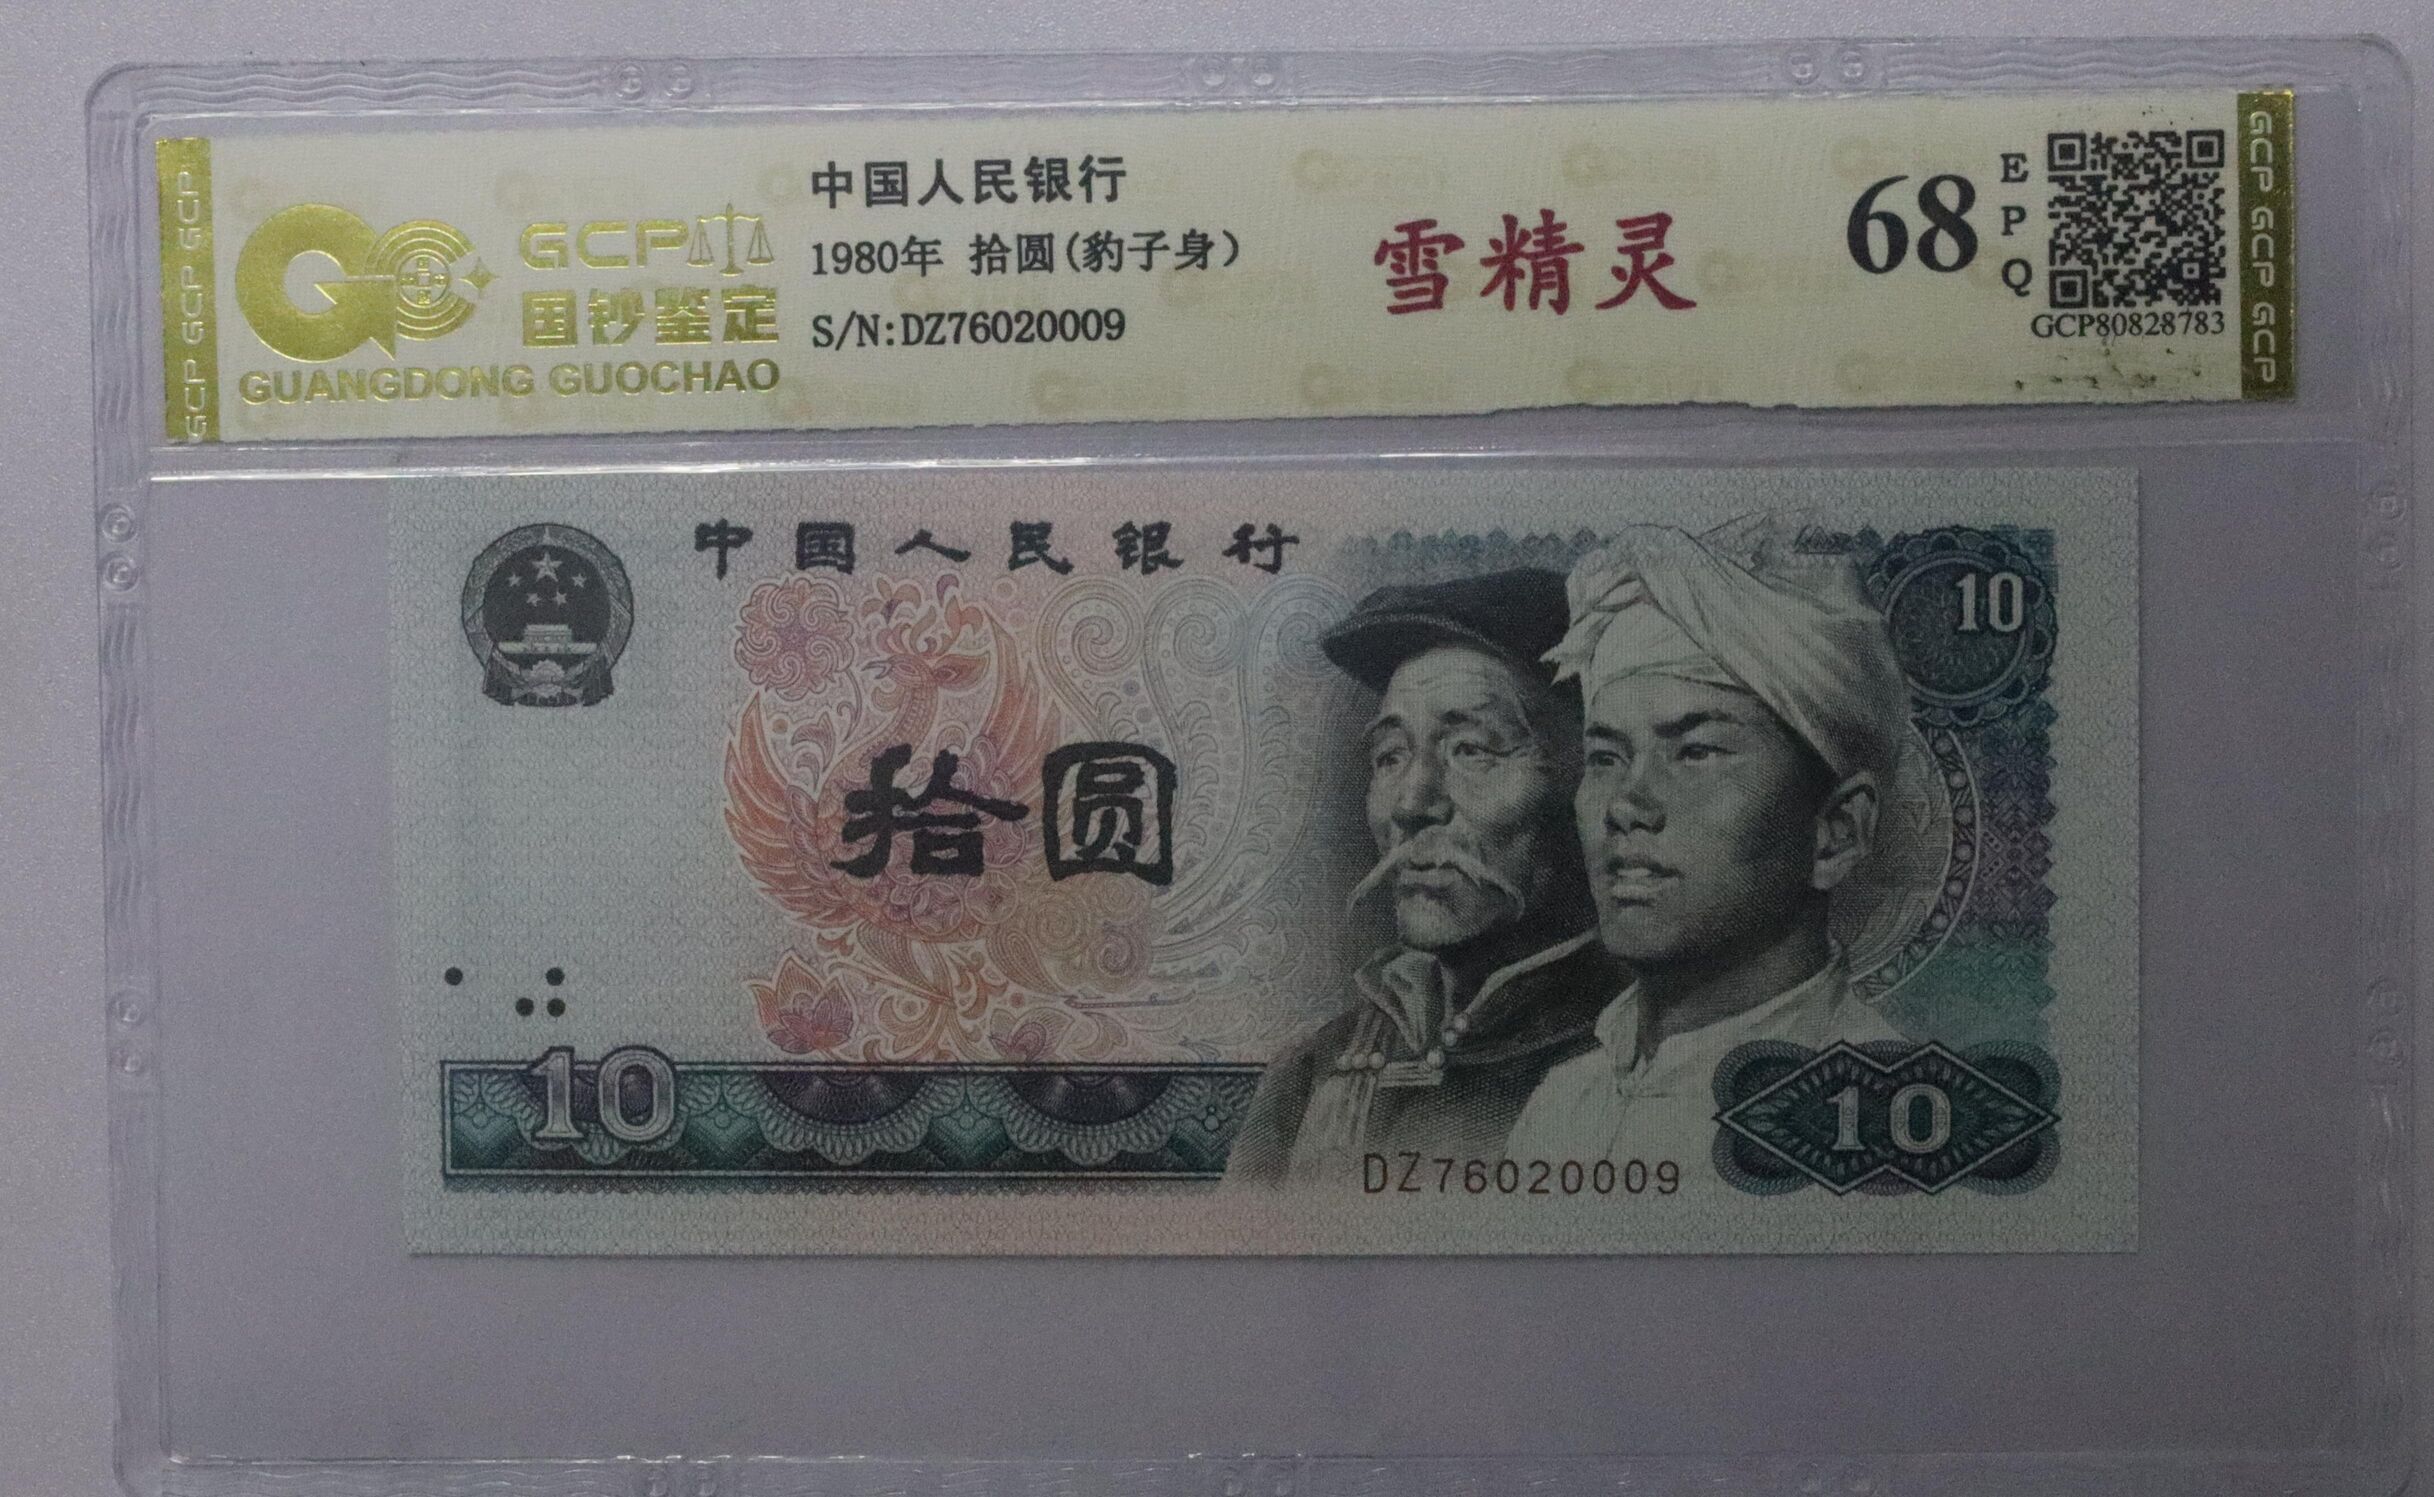 GCP GCP GCP
GCP
国钞鉴定
GUANGDONG GUOCHAO
中国人民银行
1980年 拾圆(豹子身)
S/N:DZ76020009
雪精灵
68
EPQ
GCP80828783
GCP GCP GCP
中国人民银行
10
拾圆
10
10
DZ76020009